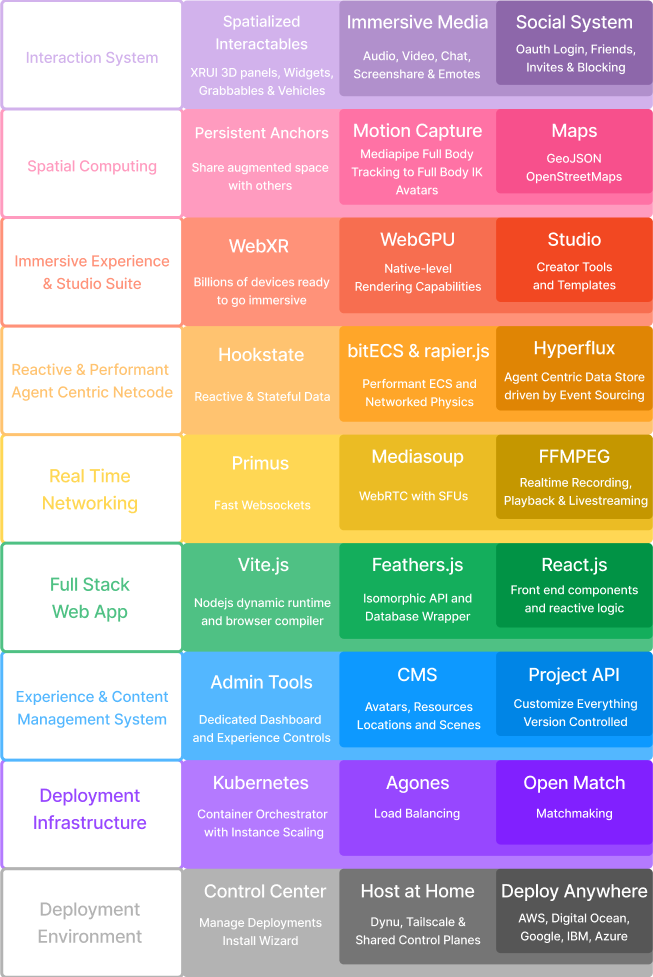 Interaction System
Spatialized
Interactables
XRUI 3D panels, Widgets,
Grabbables & Vehicles
Immersive Media
Audio, Video, Chat,
Screenshare & Emotes
Social System
Oauth Login, Friends,
Invites & Blocking
Spatial Computing
Persistent Anchors
Share augmented space
with others
Motion Capture
Mediapipe Full Body
Tracking to Full Body IK
Avatars
Maps
GeoJSON
OpenStreetMaps
Immersive Experience
& Studio Suite
WebXR
Billions of devices ready
to go immersive
WebGPU
Native-level
Rendering Capabilities
Studio
Creator Tools
and Templates
Reactive & Performant
Agent Centric Netcode
Hookstate
Reactive & Stateful Data
bitECS & rapier.js
Performant ECS and
Networked Physics
Hyperflux
Agent Centric Data Store
driven by Event Sourcing
Real Time
Networking
Primus
Fast Websockets
Mediasoup
WebRTC with SFUs
FFMPEG
Realtime Recording,
Playback & Livestreaming
Full Stack
Web App
Vite.js
Nodejs dynamic runtime
and browser compiler
Feathers.js
Isomorphic API and
Database Wrapper
React.js
Front end components
and reactive logic
Experience & Content
Management System
Admin Tools
Dedicated Dashboard
and Experience Controls
CMS
Avatars, Resources
Locations and Scenes
Project API
Customize Everything
Version Controlled
Deployment
Infrastructure
Kubernetes
Container Orchestrator
with Instance Scaling
Agones
Load Balancing
Open Match
Matchmaking
Deployment
Environment
Control Center
Manage Deployments
Install Wizard
Host at Home
Dynu, Tailscale &
Shared Control Planes
Deploy Anywhere
AWS, Digital Ocean,
Google, IBM, Azure